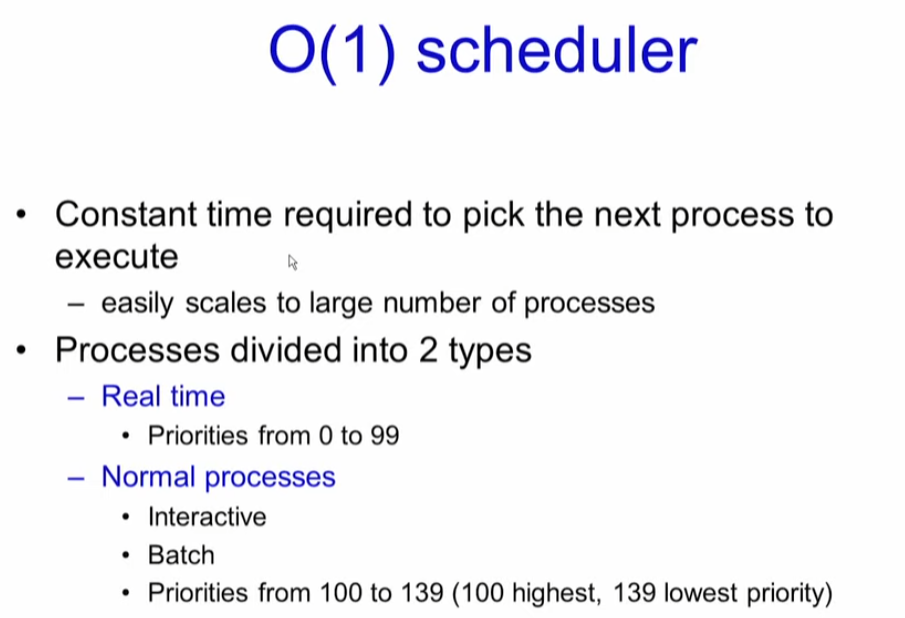 O(1) scheduler
• Constant time required to pick the next process to
execute
– easily scales to large number of processes
• Processes divided into 2 types
– Real time
• Priorities from 0 to 99
– Normal processes
• Interactive
• Batch
• Priorities from 100 to 139 (100 highest, 139 lowest priority)